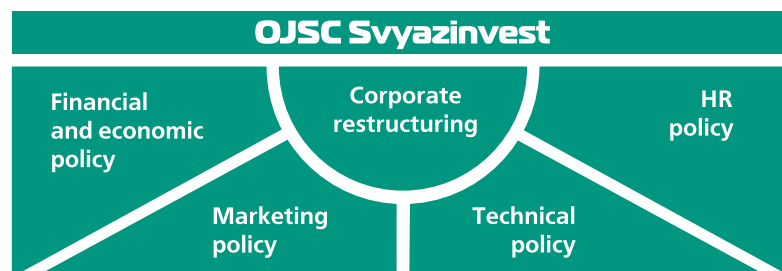 OJSC Svyazinvest
Financial
and economic
policy
Corporate
restructuring
HR
policy
Marketing
policy
Technical
policy